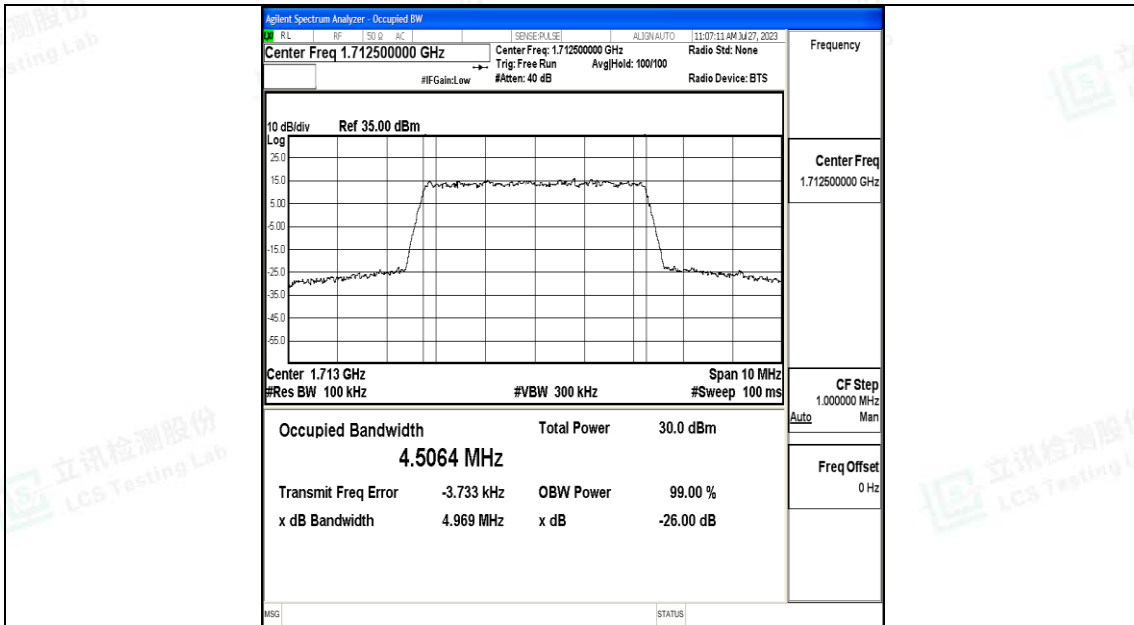 Agilent Spectrum Analyzer - Occupied BW
RL RF 50 Ω AC SENSE:PULSE ALIGN AUTO 11:07:11 AM Jul 27, 2023
Center Freq 1.712500000 GHz
Center Freq: 1.712500000 GHz
Radio Std: None
Trig: Free Run Avg|Hold: 100/100
#IFGain:Low #Atten: 40 dB Radio Device: BTS
10 dB/div Ref 35.00 dBm
Log
25.0
15.0
5.00
-5.00
-15.0
-25.0
-35.0
-45.0
-55.0
Center 1.713 GHz Span 10 MHz
#Res BW 100 kHz #VBW 300 kHz #Sweep 100 ms
Occupied Bandwidth Total Power 30.0 dBm
4.5064 MHz
Transmit Freq Error -3.733 kHz OBW Power 99.00 %
x dB Bandwidth 4.969 MHz x dB -26.00 dB
MSG STATUS
Frequency
Center Freq
1.712500000 GHz
CF Step
1.000000 MHz
Auto Man
Freq Offset
0 Hz
立讯检测股份
LCS Testing Lab
立讯检测股份
LCS Testing